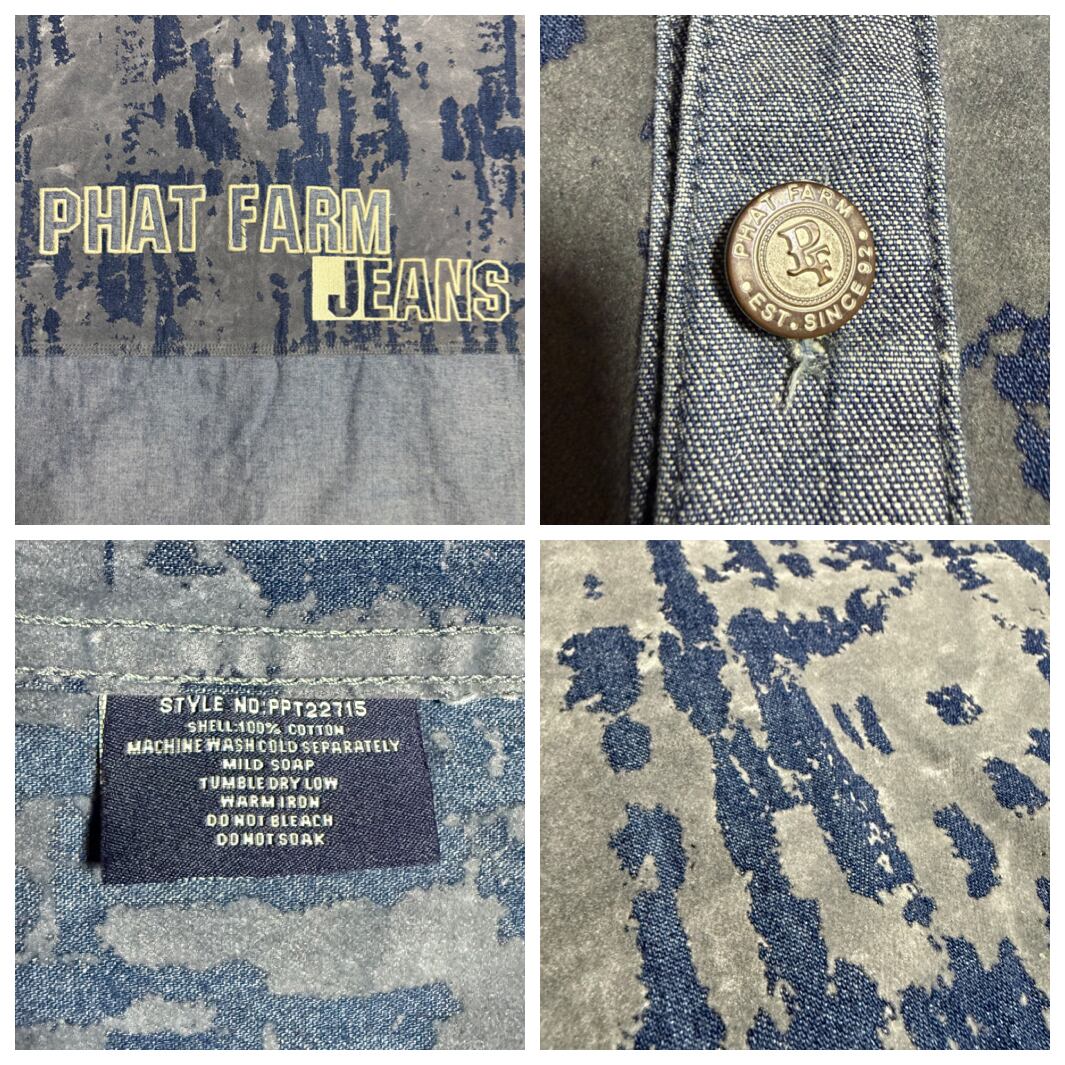 PHAT FARM
JEANS
PHAT FARM
PF
•EST. SINCE 92•
STYLE NO:PPT22715
SHELL:100% COTTON
MACHINE WASH COLD SEPARATELY
MILD SOAP
TUMBLE DRY LOW
WARM IRON
DO NOT BLEACH
DO NOT SOAK